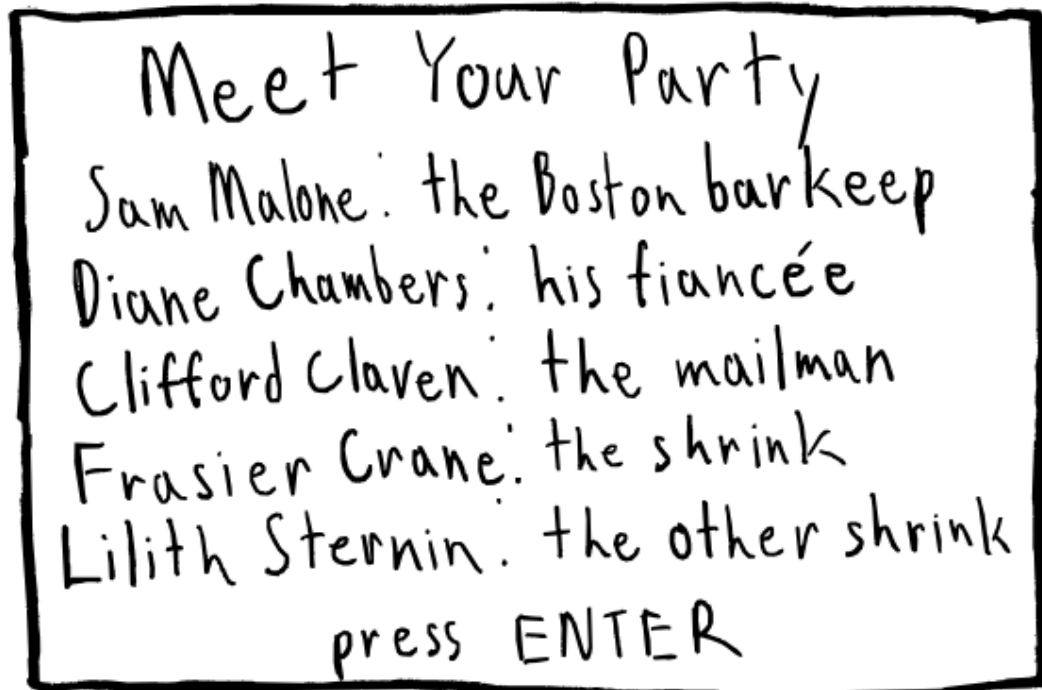 Meet Your Party
Sam Malone: the Boston barkeep
Diane Chambers: his fiancée
Clifford Claven: the mailman
Frasier Crane: the shrink
Lilith Sternin: the other shrink
press ENTER